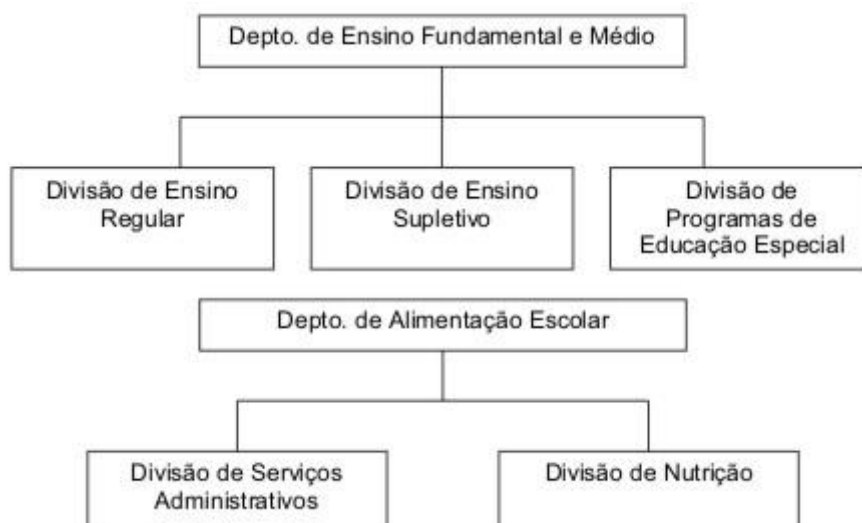 Depto. de Ensino Fundamental e Médio
Divisão de Ensino
Regular
Divisão de Ensino
Supletivo
Divisão de
Programas de
Educação Especial
Depto. de Alimentação Escolar
Divisão de Serviços
Administrativos
Divisão de Nutrição